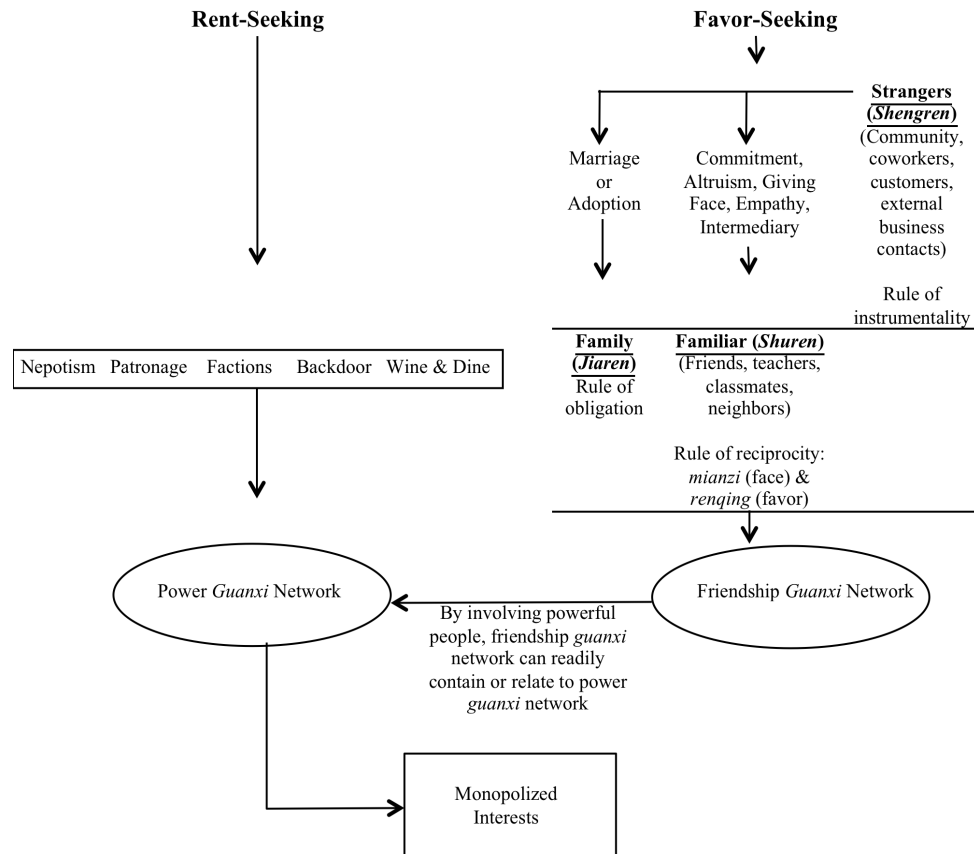 Rent-Seeking
Favor-Seeking
Strangers
(Shengren)
(Community,
coworkers,
customers,
external
business
contacts)
Rule of
instrumentality
Marriage
or
Adoption
Commitment,
Altruism, Giving
Face, Empathy,
Intermediary
Nepotism Patronage Factions Backdoor Wine & Dine
Family
(Jiaren)
Rule of
obligation
Familiar (Shuren)
(Friends, teachers,
classmates,
neighbors)
Rule of reciprocity:
mianzi (face) &
renqing (favor)
Power Guanxi Network
Friendship Guanxi Network
By involving powerful
people, friendship guanxi
network can readily
contain or relate to power
guanxi network
Monopolized
Interests